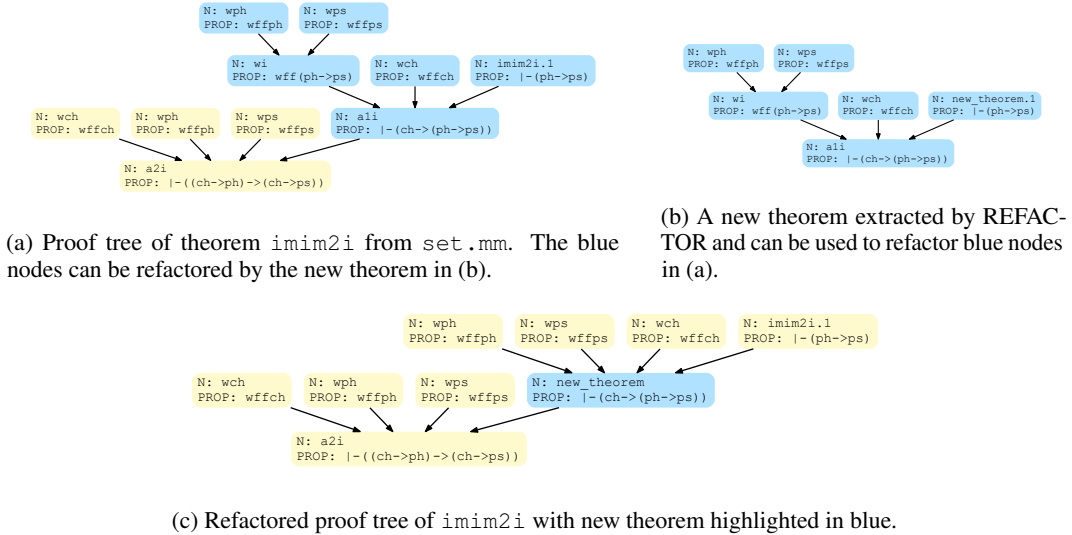 N: wph
PROP: wffph
N: wps
PROP: wffps
N: wi
PROP: wff(ph->ps)
N: wch
PROP: wffch
N: imim2i.1
PROP: |-(ph->ps)
N: wch
PROP: wffch
N: wph
PROP: wffph
N: wps
PROP: wffps
N: a1i
PROP: |-(ch->(ph->ps))
N: a2i
PROP: |-((ch->ph)->(ch->ps))
(a) Proof tree of theorem imim2i from set.mm. The blue
nodes can be refactored by the new theorem in (b).
N: wph
PROP: wffph
N: wps
PROP: wffps
N: wi
PROP: wff(ph->ps)
N: wch
PROP: wffch
N: new_theorem.1
PROP: |-(ph->ps)
N: a1i
PROP: |-(ch->(ph->ps))
(b) A new theorem extracted by REFAC-
TOR and can be used to refactor blue nodes
in (a).
N: wph
PROP: wffph
N: wps
PROP: wffps
N: wch
PROP: wffch
N: imim2i.1
PROP: |-(ph->ps)
N: wch
PROP: wffch
N: wph
PROP: wffph
N: wps
PROP: wffps
N: new_theorem
PROP: |-(ch->(ph->ps))
N: a2i
PROP: |-((ch->ph)->(ch->ps))
(c) Refactored proof tree of imim2i with new theorem highlighted in blue.